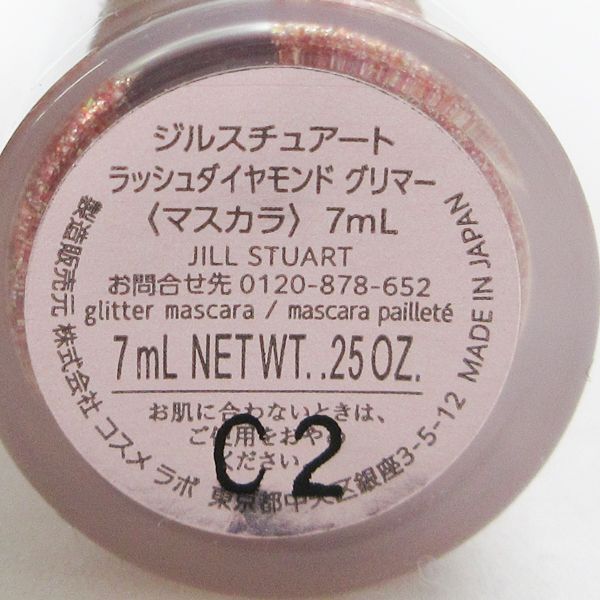 ジルスチュアート
ラッシュダイヤモンド グリマー
〈マスカラ〉 7mL
JILL STUART
お問合せ先 0120-878-652
glitter mascara / mascara pailleté
7 mL NET WT. .25 OZ.
お肌に合わないときは、
ご使用をおやめ
ください
C2
製造販売元 株式会社 コスメ ラボ 東京都中央区銀座3-5-12 MADE IN JAPAN